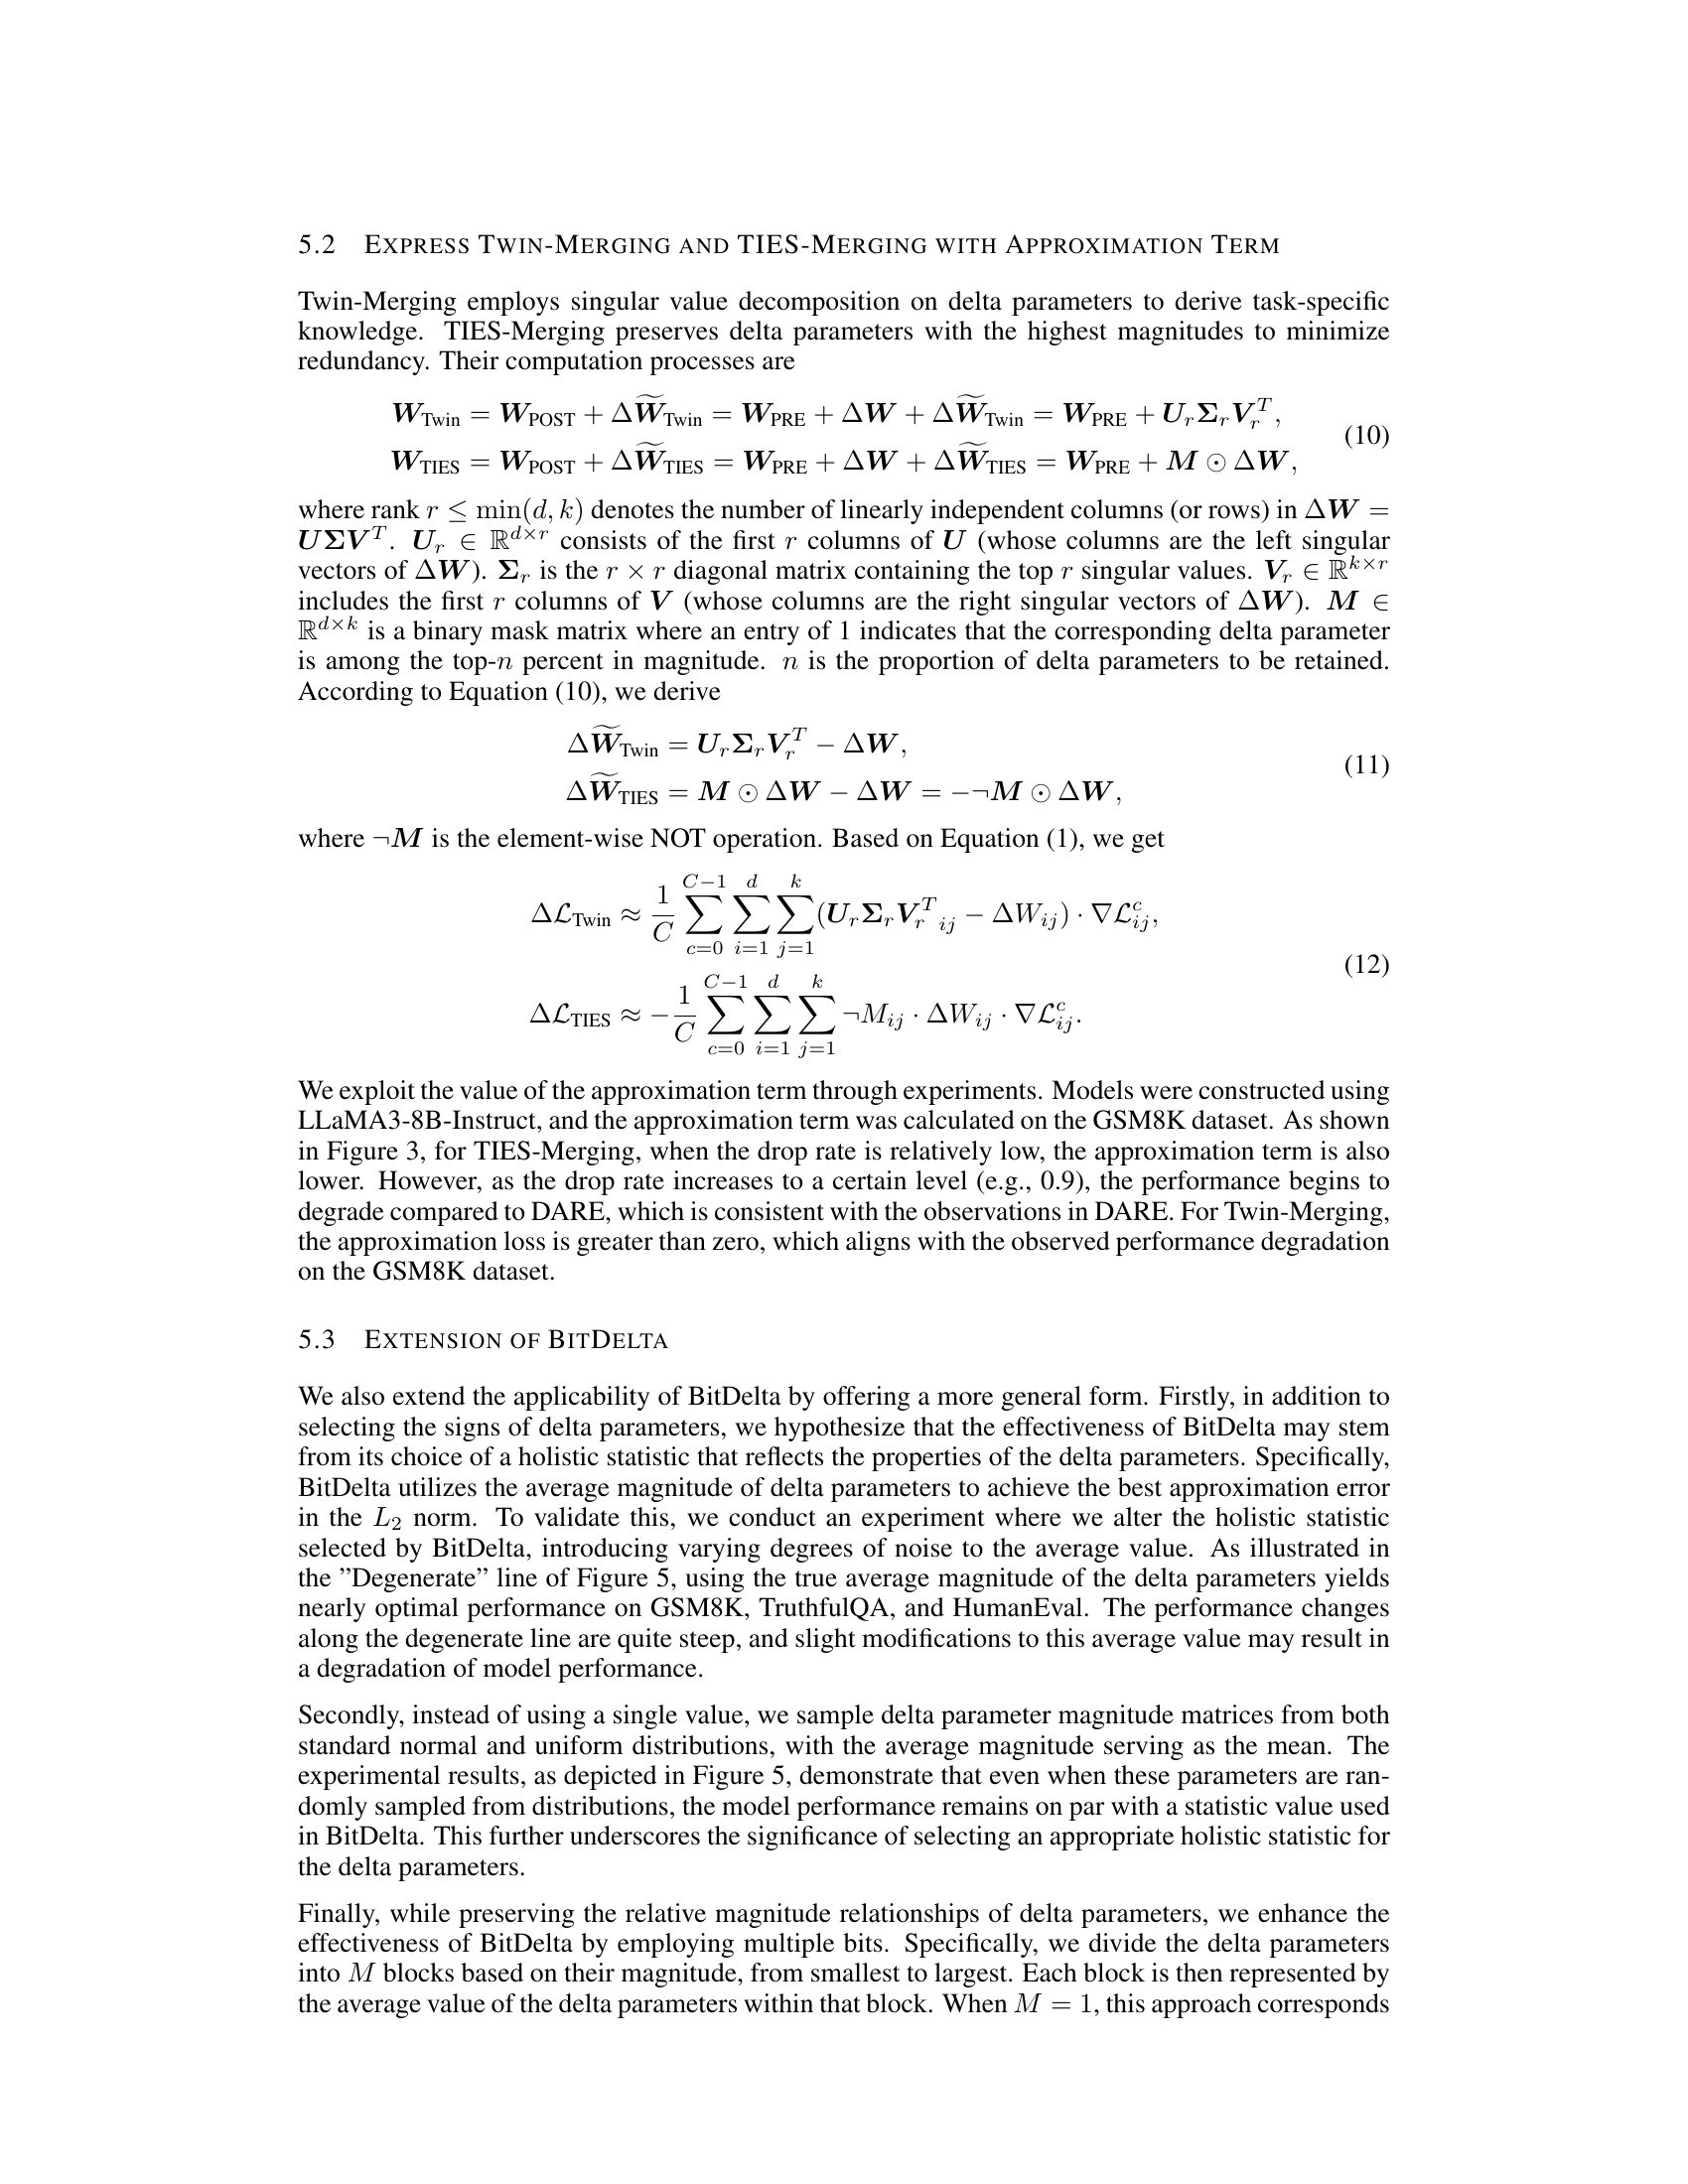 5.2 EXPRESS TWIN-MERGING AND TIES-MERGING WITH APPROXIMATION TERM
Twin-Merging employs singular value decomposition on delta parameters to derive task-specific
knowledge. TIES-Merging preserves delta parameters with the highest magnitudes to minimize
redundancy. Their computation processes are
$\boldsymbol{W}_{\text{Twin}} = \boldsymbol{W}_{\text{POST}} + \Delta\widetilde{\boldsymbol{W}}_{\text{Twin}} = \boldsymbol{W}_{\text{PRE}} + \Delta\boldsymbol{W} + \Delta\widetilde{\boldsymbol{W}}_{\text{Twin}} = \boldsymbol{W}_{\text{PRE}} + \boldsymbol{U}_r\boldsymbol{\Sigma}_r\boldsymbol{V}_r^T,$
$\boldsymbol{W}_{\text{TIES}} = \boldsymbol{W}_{\text{POST}} + \Delta\widetilde{\boldsymbol{W}}_{\text{TIES}} = \boldsymbol{W}_{\text{PRE}} + \Delta\boldsymbol{W} + \Delta\widetilde{\boldsymbol{W}}_{\text{TIES}} = \boldsymbol{W}_{\text{PRE}} + \boldsymbol{M} \odot \Delta\boldsymbol{W},$
(10)
where rank $r \leq \min(d, k)$ denotes the number of linearly independent columns (or rows) in $\Delta\boldsymbol{W} =$
$\boldsymbol{U}\boldsymbol{\Sigma}\boldsymbol{V}^T$. $\boldsymbol{U}_r \in \mathbb{R}^{d \times r}$ consists of the first $r$ columns of $\boldsymbol{U}$ (whose columns are the left singular
vectors of $\Delta\boldsymbol{W}$). $\boldsymbol{\Sigma}_r$ is the $r \times r$ diagonal matrix containing the top $r$ singular values. $\boldsymbol{V}_r \in \mathbb{R}^{k \times r}$
includes the first $r$ columns of $\boldsymbol{V}$ (whose columns are the right singular vectors of $\Delta\boldsymbol{W}$). $\boldsymbol{M} \in$
$\mathbb{R}^{d \times k}$ is a binary mask matrix where an entry of 1 indicates that the corresponding delta parameter
is among the top-$n$ percent in magnitude. $n$ is the proportion of delta parameters to be retained.
According to Equation (10), we derive
$\Delta\widetilde{\boldsymbol{W}}_{\text{Twin}} = \boldsymbol{U}_r\boldsymbol{\Sigma}_r\boldsymbol{V}_r^T - \Delta\boldsymbol{W},$
$\Delta\widetilde{\boldsymbol{W}}_{\text{TIES}} = \boldsymbol{M} \odot \Delta\boldsymbol{W} - \Delta\boldsymbol{W} = -\neg\boldsymbol{M} \odot \Delta\boldsymbol{W},$
(11)
where $\neg\boldsymbol{M}$ is the element-wise NOT operation. Based on Equation (1), we get
$\Delta\mathcal{L}_{\text{Twin}} \approx \frac{1}{C} \sum_{c=0}^{C-1} \sum_{i=1}^{d} \sum_{j=1}^{k} (\boldsymbol{U}_r\boldsymbol{\Sigma}_r\boldsymbol{V}_r^T{}_{ij} - \Delta W_{ij}) \cdot \nabla\mathcal{L}_{ij}^c,$
$\Delta\mathcal{L}_{\text{TIES}} \approx -\frac{1}{C} \sum_{c=0}^{C-1} \sum_{i=1}^{d} \sum_{j=1}^{k} \neg M_{ij} \cdot \Delta W_{ij} \cdot \nabla\mathcal{L}_{ij}^c.$
(12)
We exploit the value of the approximation term through experiments. Models were constructed using
LLaMA3-8B-Instruct, and the approximation term was calculated on the GSM8K dataset. As shown
in Figure 3, for TIES-Merging, when the drop rate is relatively low, the approximation term is also
lower. However, as the drop rate increases to a certain level (e.g., 0.9), the performance begins to
degrade compared to DARE, which is consistent with the observations in DARE. For Twin-Merging,
the approximation loss is greater than zero, which aligns with the observed performance degradation
on the GSM8K dataset.
5.3 EXTENSION OF BITDELTA
We also extend the applicability of BitDelta by offering a more general form. Firstly, in addition to
selecting the signs of delta parameters, we hypothesize that the effectiveness of BitDelta may stem
from its choice of a holistic statistic that reflects the properties of the delta parameters. Specifically,
BitDelta utilizes the average magnitude of delta parameters to achieve the best approximation error
in the $L_2$ norm. To validate this, we conduct an experiment where we alter the holistic statistic
selected by BitDelta, introducing varying degrees of noise to the average value. As illustrated in
the ”Degenerate” line of Figure 5, using the true average magnitude of the delta parameters yields
nearly optimal performance on GSM8K, TruthfulQA, and HumanEval. The performance changes
along the degenerate line are quite steep, and slight modifications to this average value may result in
a degradation of model performance.
Secondly, instead of using a single value, we sample delta parameter magnitude matrices from both
standard normal and uniform distributions, with the average magnitude serving as the mean. The
experimental results, as depicted in Figure 5, demonstrate that even when these parameters are ran-
domly sampled from distributions, the model performance remains on par with a statistic value used
in BitDelta. This further underscores the significance of selecting an appropriate holistic statistic for
the delta parameters.
Finally, while preserving the relative magnitude relationships of delta parameters, we enhance the
effectiveness of BitDelta by employing multiple bits. Specifically, we divide the delta parameters
into $M$ blocks based on their magnitude, from smallest to largest. Each block is then represented by
the average value of the delta parameters within that block. When $M = 1$, this approach corresponds